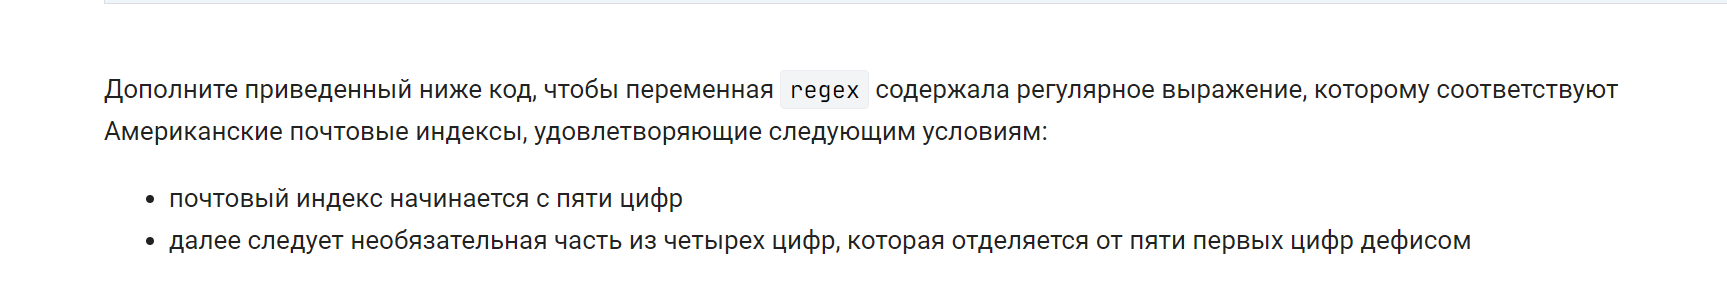 Дополните приведенный ниже код, чтобы переменная regex содержала регулярное выражение, которому соответствуют
Американские почтовые индексы, удовлетворяющие следующим условиям:
• почтовый индекс начинается с пяти цифр
• далее следует необязательная часть из четырех цифр, которая отделяется от пяти первых цифр дефисом